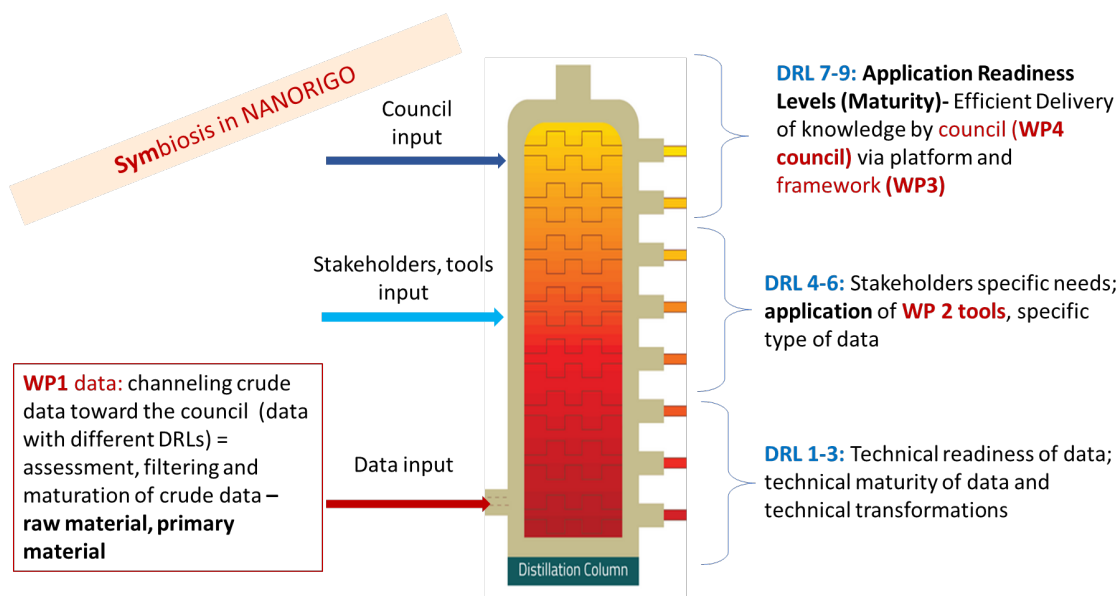 Symbiosis in NANORIGO
Council
input
Stakeholders, tools
input
WP1 data: channeling crude
data toward the council (data
with different DRLs) =
assessment, filtering and
maturation of crude data –
raw material, primary
material
Data input
Distillation Column
DRL 7-9: Application Readiness
Levels (Maturity)- Efficient Delivery
of knowledge by council (WP4
council) via platform and
framework (WP3)
DRL 4-6: Stakeholders specific needs;
application of WP 2 tools, specific
type of data
DRL 1-3: Technical readiness of data;
technical maturity of data and
technical transformations